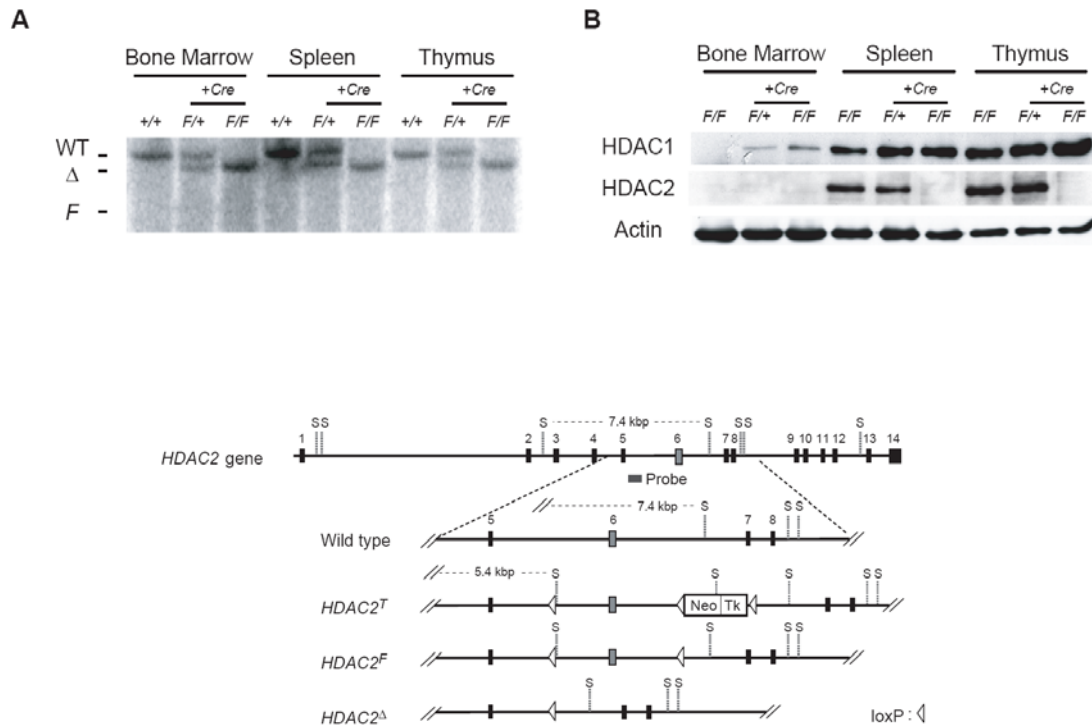 A
Bone Marrow Spleen Thymus
+Cre +Cre +Cre
+/+ F/+ F/F +/+ F/+ F/F +/+ F/+ F/F
WT
Δ
F
B
Bone Marrow Spleen Thymus
+Cre +Cre +Cre
F/F F/+ F/F F/F F/+ F/F F/F F/+ F/F
HDAC1
HDAC2
Actin
S S S 7.4 kbp S S S S
1 2 3 4 5 6 7 8 9 10 11 12 13 14
HDAC2 gene
Probe
7.4 kbp S S S
5 6 7 8
Wild type
5.4 kbp S S S S S
HDAC2T Neo Tk
S S S S
HDAC2F
S S S
HDAC2Δ
loxP :